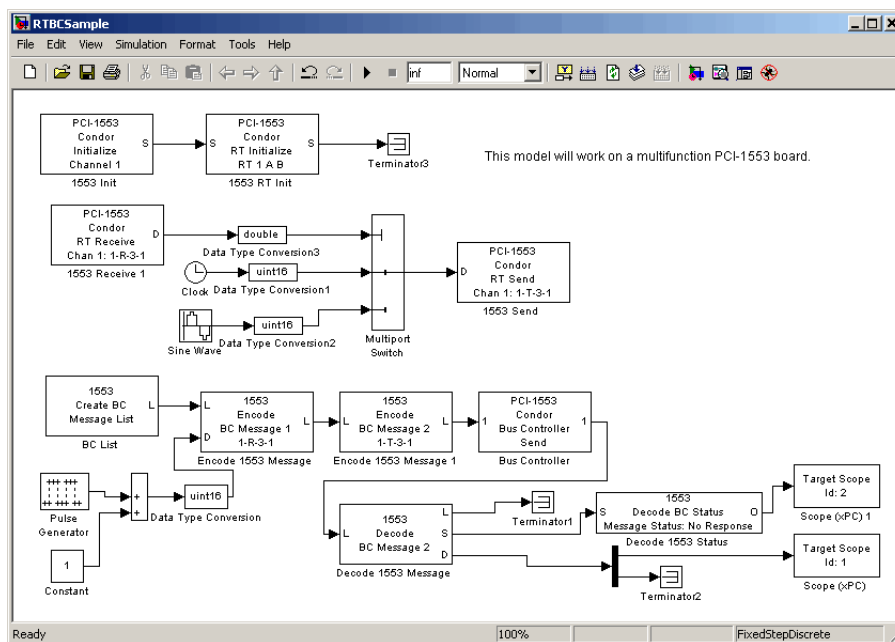 RTBCSample
File Edit View Simulation Format Tools Help
inf Normal
PCI-1553
Condor
Initialize
Channel 1
S
1553 Init
S
PCI-1553
Condor
RT Initialize
RT 1 A B
S
1553 RT Init
Terminator3
This model will work on a multifunction PCI-1553 board.
PCI-1553
Condor
RT Receive
Chan 1: 1-R-3-1
D
1553 Receive 1
double
Data Type Conversion3
Clock
uint16
Data Type Conversion1
Sine Wave
uint16
Data Type Conversion2
Multiport
Switch
D
PCI-1553
Condor
RT Send
Chan 1: 1-T-3-1
1553 Send
1553
Create BC
Message List
L
BC List
L
D
1553
Encode
BC Message 1
1-R-3-1
L
Encode 1553 Message
L
1553
Encode
BC Message 2
1-T-3-1
L
Encode 1553 Message 1
1
PCI-1553
Condor
Bus Controller
Send
1
Bus Controller
Pulse
Generator
+
+
uint16
Data Type Conversion
1
Constant
L
1553
Decode
BC Message 2
L
S
D
Decode 1553 Message
Terminator1
S
1553
Decode BC Status
Message Status: No Response
O
Decode 1553 Status
Target Scope
Id: 2
Scope (xPC) 1
Target Scope
Id: 1
Scope (xPC)
Terminator2
Ready 100% FixedStepDiscrete